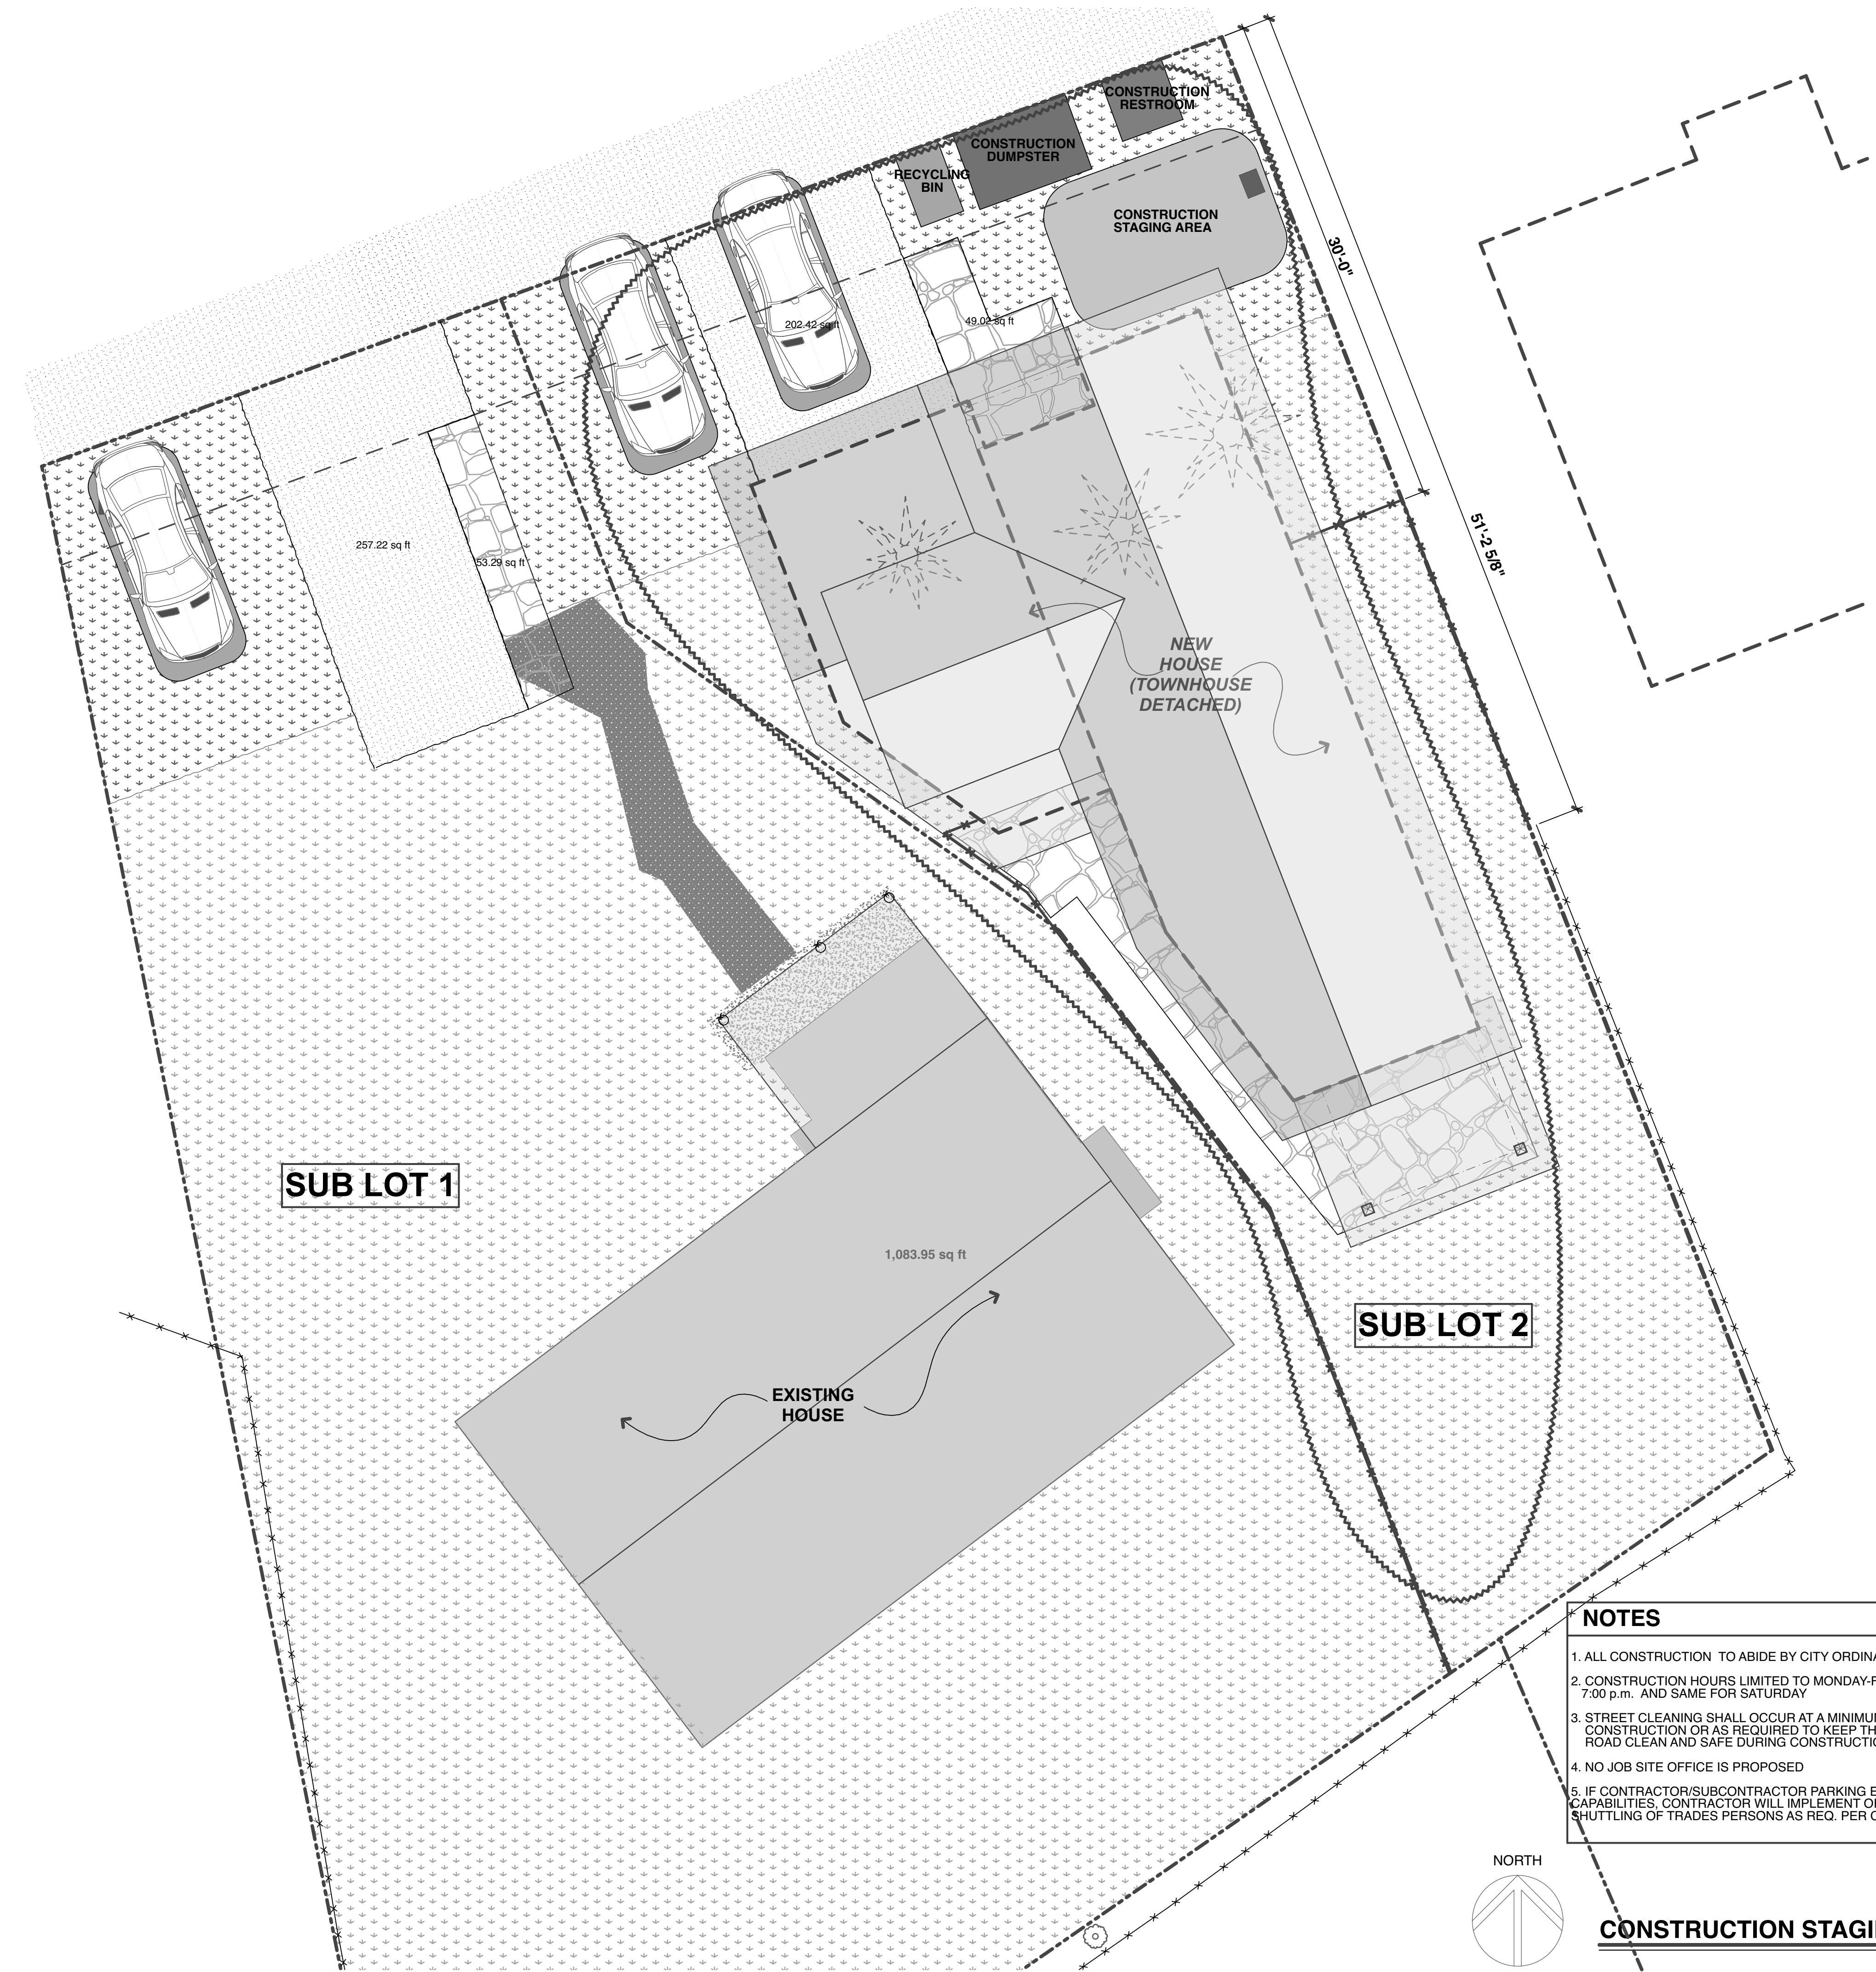 CONSTRUCTION
RESTROOM
CONSTRUCTION
DUMPSTER
RECYCLING
BIN
CONSTRUCTION
STAGING AREA
30'-0"
202.42 sq ft
49.02 sq ft
51'-2 5/8"
257.22 sq ft
53.29 sq ft
NEW
HOUSE
(TOWNHOUSE
DETACHED)
SUB LOT 1
1,083.95 sq ft
SUB LOT 2
EXISTING
HOUSE
NOTES
1. ALL CONSTRUCTION TO ABIDE BY CITY
2. CONSTRUCTION HOURS LIMITED TO
7:00 p.m. AND SAME FOR SATURDAY
3. STREET CLEANING SHALL OCCUR AT A
CONSTRUCTION OR AS REQUIRED TO KEEP
ROAD CLEAN AND SAFE DURING
4. NO JOB SITE OFFICE IS PROPOSED
5. IF CONTRACTOR/SUBCONTRACTOR PARKING
CAPABILITIES, CONTRACTOR WILL IMPLEMENT
SHUTTLING OF TRADES PERSONS AS REQ. PER
NORTH
CONSTRUCTION